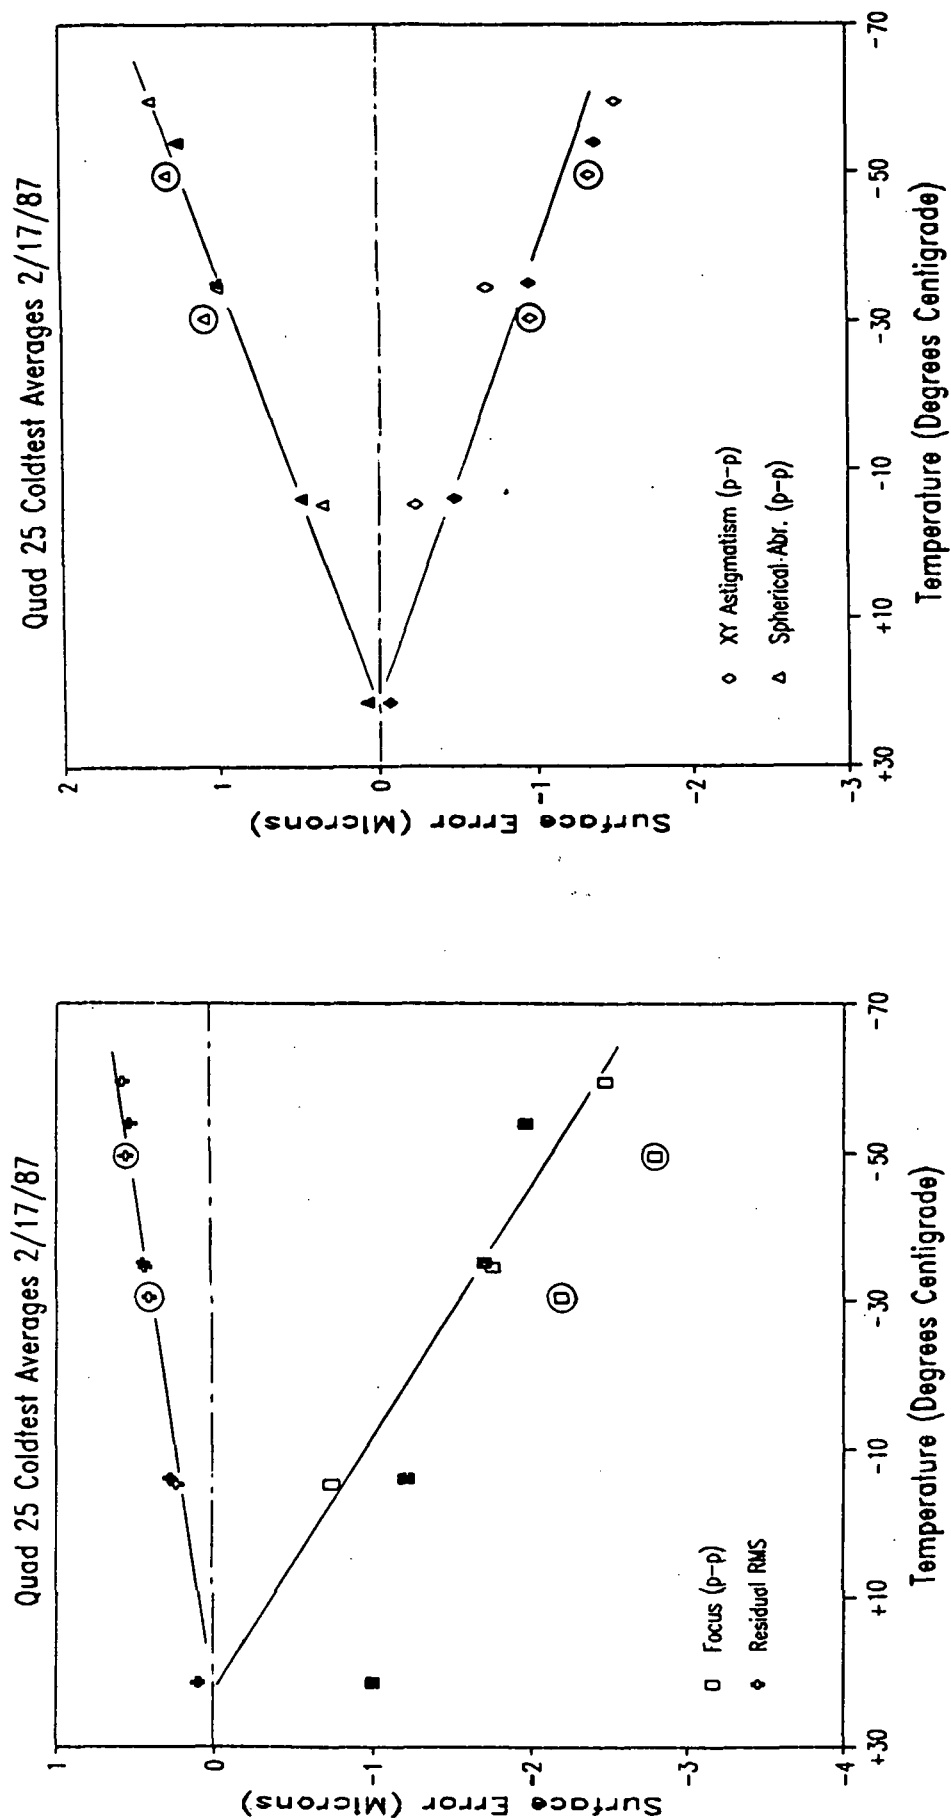 Quad 25 Coldtest Averages 2/17/87
1
0
-1
-2
-3
-4
Surface Error (Microns)
+30
+10
-10
-30
-50
-70
Temperature (Degrees Centigrade)
Focus (p-p)
Residual RMS
Quad 25 Coldtest Averages 2/17/87
2
1
0
-1
-2
-3
Surface Error (Microns)
+30
+10
-10
-30
-50
-70
Temperature (Degrees Centigrade)
XY Astigmatism (p-p)
Spherical Abr. (p-p)